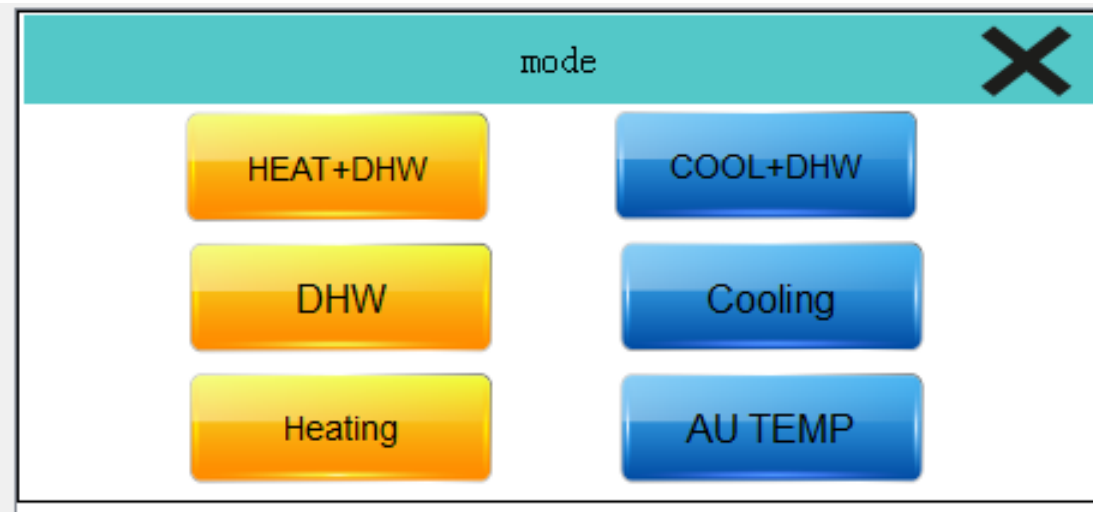 mode
HEAT+DHW
COOL+DHW
DHW
Cooling
Heating
AU TEMP